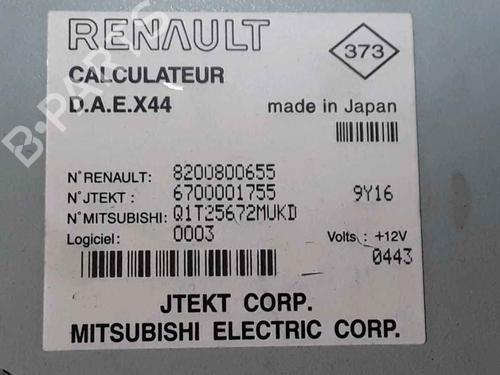 RENAULT
373
CALCULATEUR
D.A.E.X44
made in Japan
N° RENAULT: 8200800655
N° JTEKT: 6700001755 9Y16
N° MITSUBISHI: Q1T25672MUKD
Logiciel: 0003 Volts : +12V
0443
JTEKT CORP.
MITSUBISHI ELECTRIC CORP.
B-PARTS